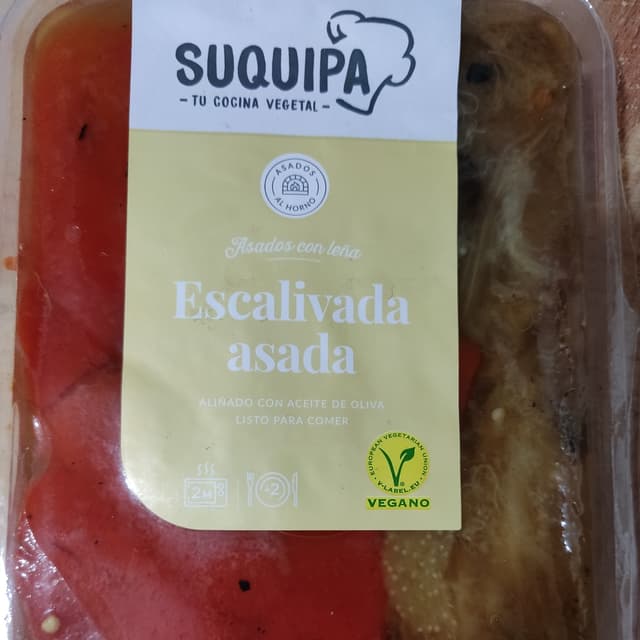 SUQUIPA
- TU COCINA VEGETAL -
ASADOS
AL HORNO
Asados con leña
Escalivada
asada
ALIÑADO CON ACEITE DE OLIVA
LISTO PARA COMER
EUROPEAN VEGETARIAN UNION
V-LABEL.EU
VEGANO
2M